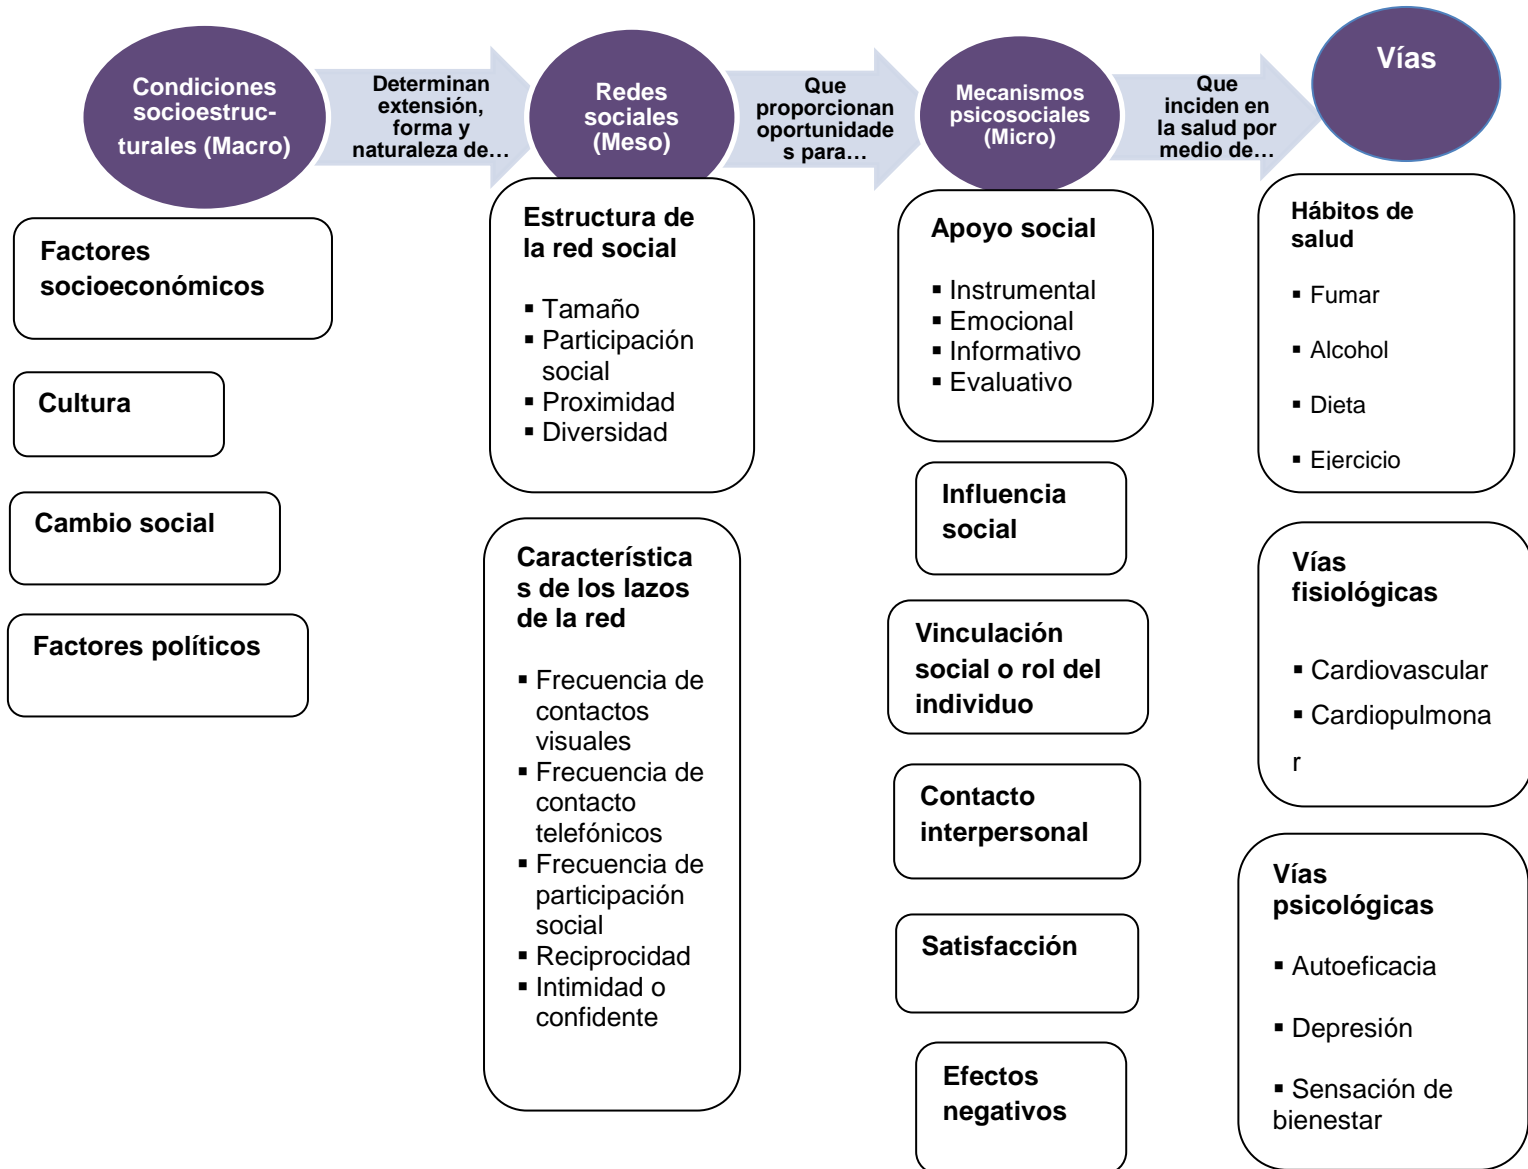 Condiciones
socioestruc-
turales (Macro)
Determinan
extensión,
forma y
naturaleza de…
Redes
sociales
(Meso)
Que
proporcionan
oportunidade
s para…
Mecanismos
psicosociales
(Micro)
Que
inciden en
la salud por
medio de…
Vías
Factores
socioeconómicos
Cultura
Cambio social
Factores políticos
Estructura de
la red social
▪ Tamaño
▪ Participación
social
▪ Proximidad
▪ Diversidad
Característica
s de los lazos
de la red
▪ Frecuencia de
contactos
visuales
▪ Frecuencia de
contacto
telefónicos
▪ Frecuencia de
participación
social
▪ Reciprocidad
▪ Intimidad o
confidente
Apoyo social
▪ Instrumental
▪ Emocional
▪ Informativo
▪ Evaluativo
Influencia
social
Vinculación
social o rol del
individuo
Contacto
interpersonal
Satisfacción
Efectos
negativos
Hábitos de
salud
▪ Fumar
▪ Alcohol
▪ Dieta
▪ Ejercicio
Vías
fisiológicas
▪ Cardiovascular
▪ Cardiopulmona
r
Vías
psicológicas
▪ Autoeficacia
▪ Depresión
▪ Sensación de
bienestar